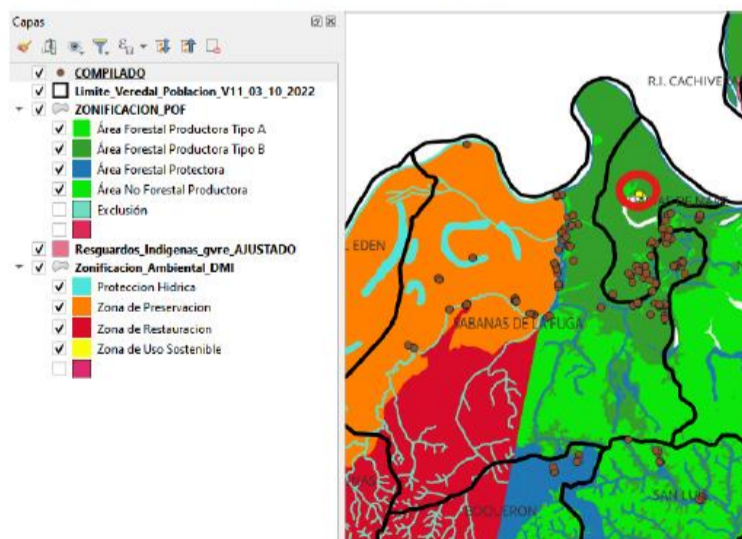 Capas
COMPILADO
Limite_Veredal_Poblacion_V11_03_10_2022
ZONIFICACION_POF
Área Forestal Productora Tipo A
Área Forestal Productora Tipo B
Área Forestal Protectora
Área No Forestal Productora
Exclusión
Resguardos_Indigenas_gvre_AJUSTADO
Zonificacion_Ambiental_DMI
Proteccion Hidrica
Zona de Preservacion
Zona de Restauracion
Zona de Uso Sostenible
R.I. CACHIVERA
EDEN
SABANAS DE LA FUGA
BOQUERON
SAN LUIS